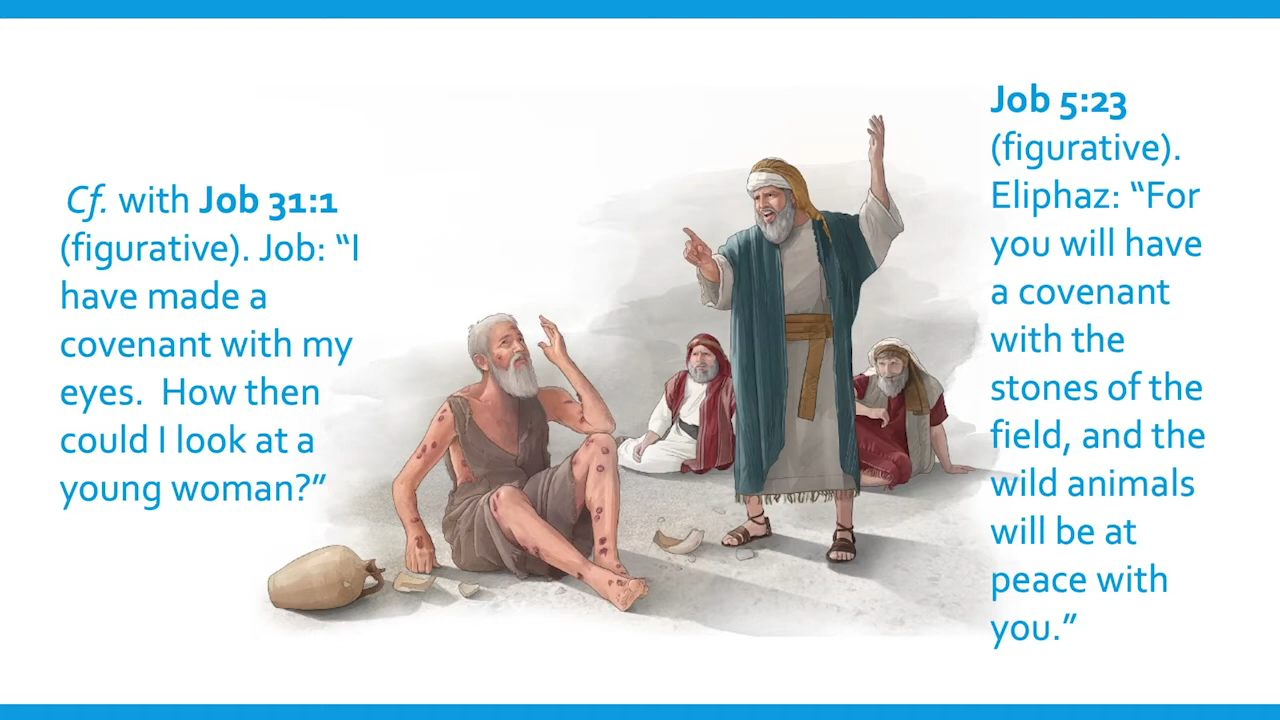 Cf. with Job 31:1
(figurative). Job: “I
have made a
covenant with my
eyes.  How then
could I look at a
young woman?”
Job 5:23
(figurative).
Eliphaz: “For
you will have
a covenant
with the
stones of the
field, and the
wild animals
will be at
peace with
you.”